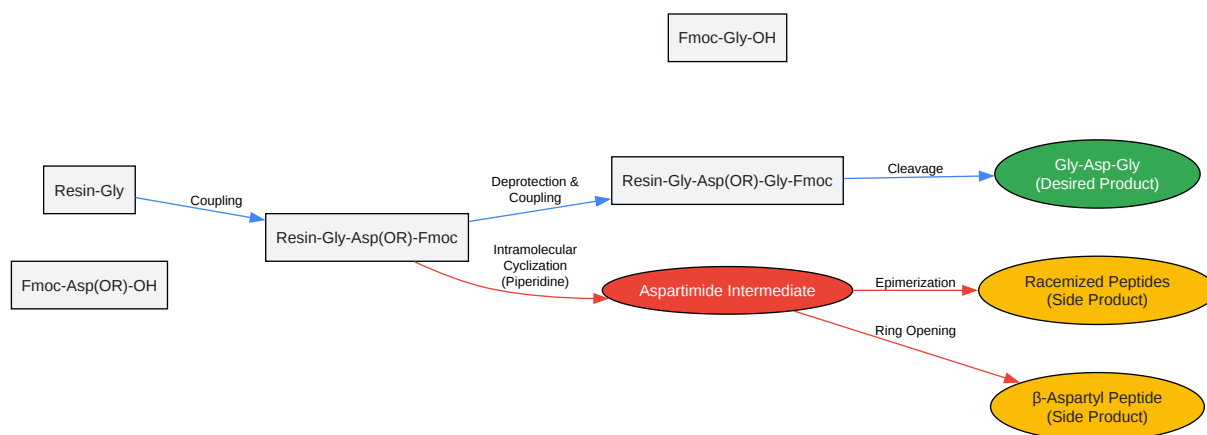 Fmoc-Gly-OH
Resin-Gly
Fmoc-Asp(OR)-OH
Coupling
Resin-Gly-Asp(OR)-Fmoc
Deprotection &
Coupling
Resin-Gly-Asp(OR)-Gly-Fmoc
Cleavage
Gly-Asp-Gly
(Desired Product)
Intramolecular
Cyclization
(Piperidine)
Aspartimide Intermediate
Epimerization
Racemized Peptides
(Side Product)
Ring Opening
β-Aspartyl Peptide
(Side Product)